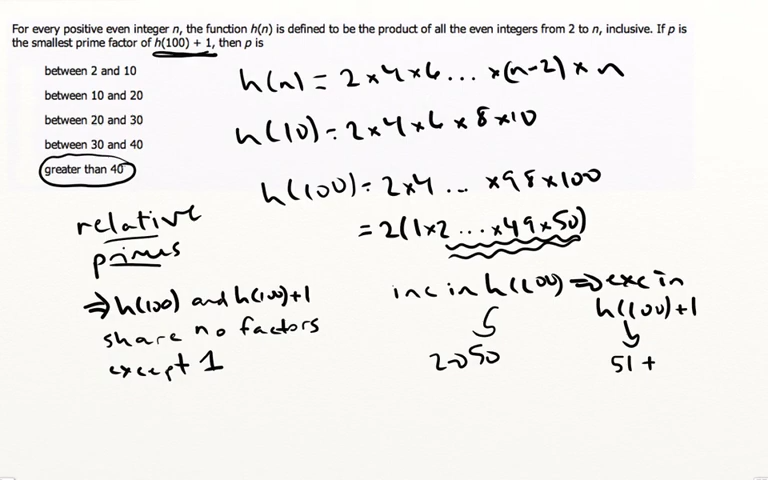 For every positive even integer n, the function h(n) is defined to be the product of all the even integers from 2 to n, inclusive. If p is
the smallest prime factor of h(100) + 1, then p is
between 2 and 10
between 10 and 20
between 20 and 30
between 30 and 40
greater than 40
h(n) = 2×4×6... ×(n-2)×n
h(10) = 2×4×6×8×10
h(100) = 2×4 ... ×98×100
= 2(1×2 ...×49×50)
relative
primes
⇒ h(100) and h(100)+1
share no factors
except 1
inc in h(100) ⇒ exc in
h(100)+1
2→50
51+